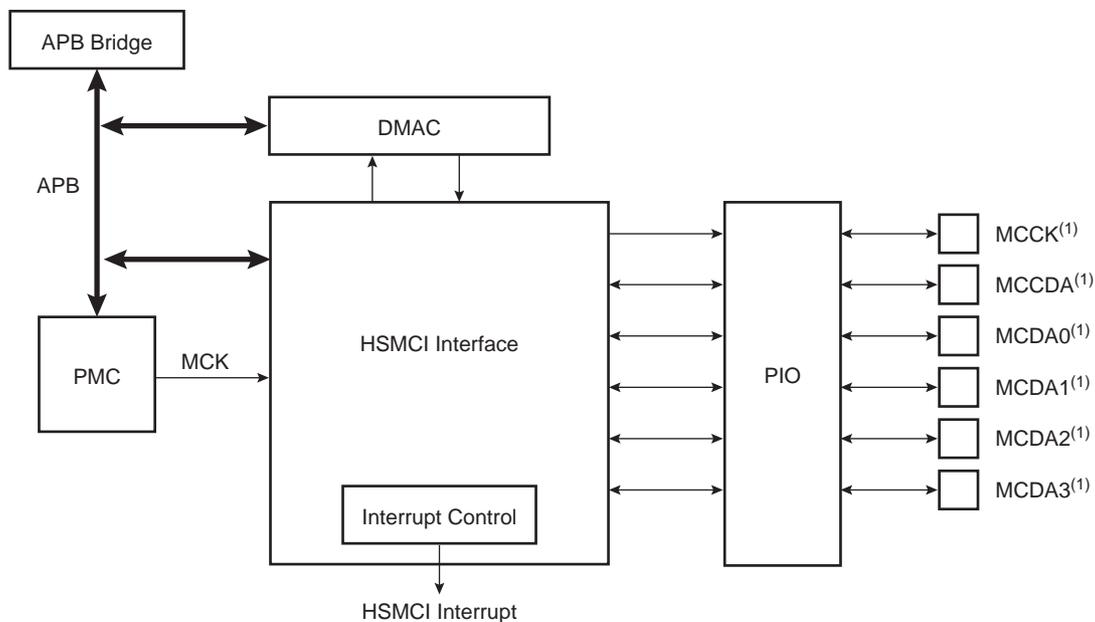 APB Bridge
DMAC
APB
MCCK(1)
MCCDA(1)
HSMCI Interface
MCDA0(1)
MCK
PMC
PIO
MCDA1(1)
MCDA2(1)
MCDA3(1)
Interrupt Control
HSMCI Interrupt